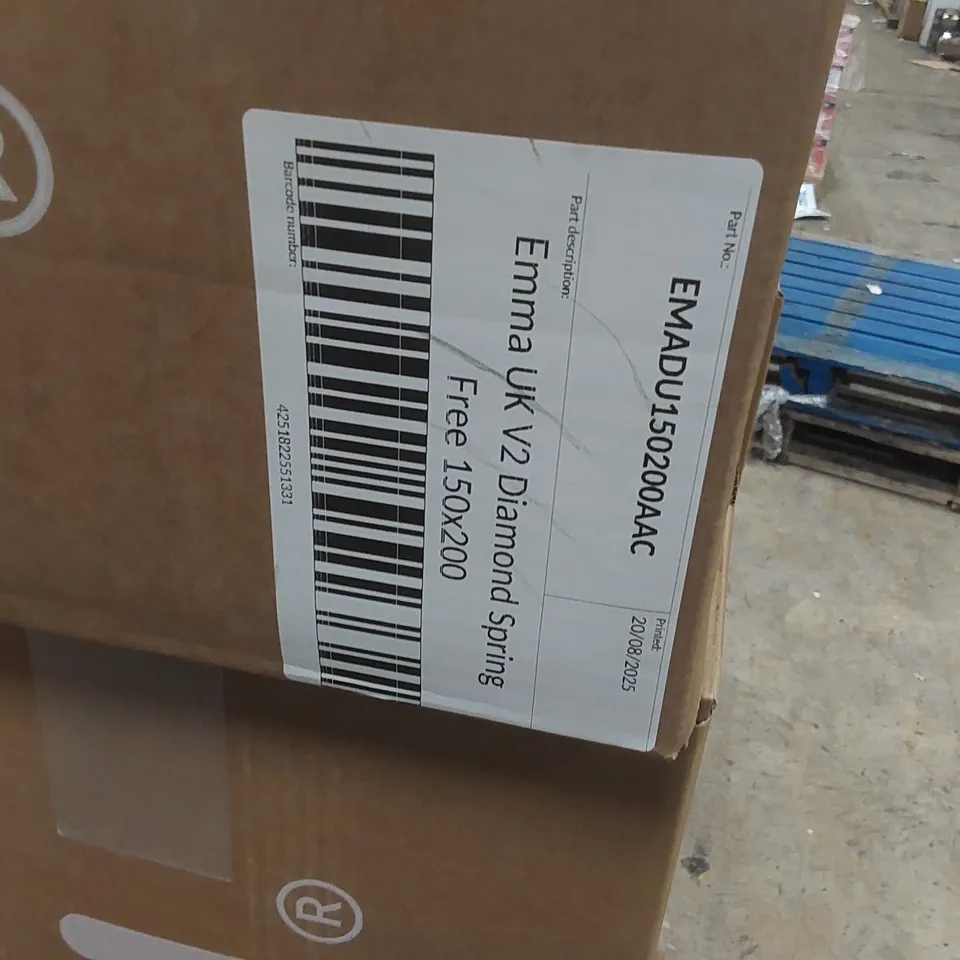 Part No.:
EMADU150200AAC
Printed:
20/08/2025
Part description:
Emma UK V2 Diamond Spring
Free 150x200
Barcode number:
4251822551331
R
®